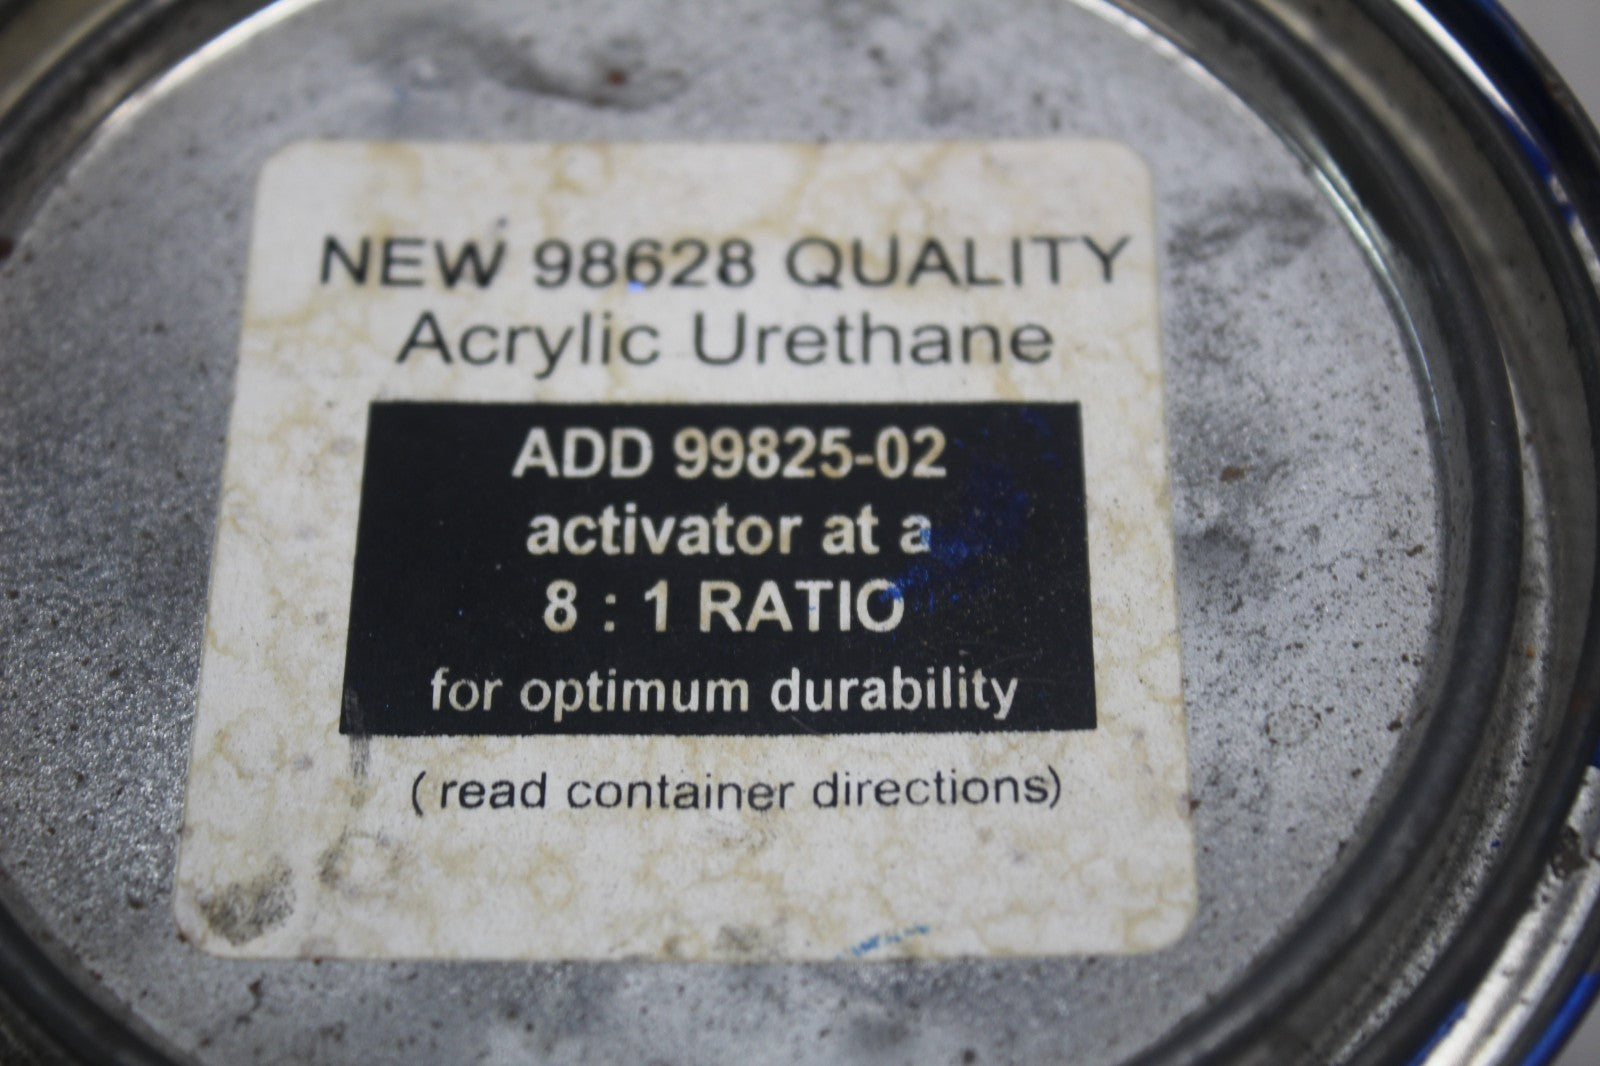 NEW 98628 QUALITY
Acrylic Urethane
ADD 99825-02
activator at a
8 : 1 RATIO
for optimum durability
( read container directions)